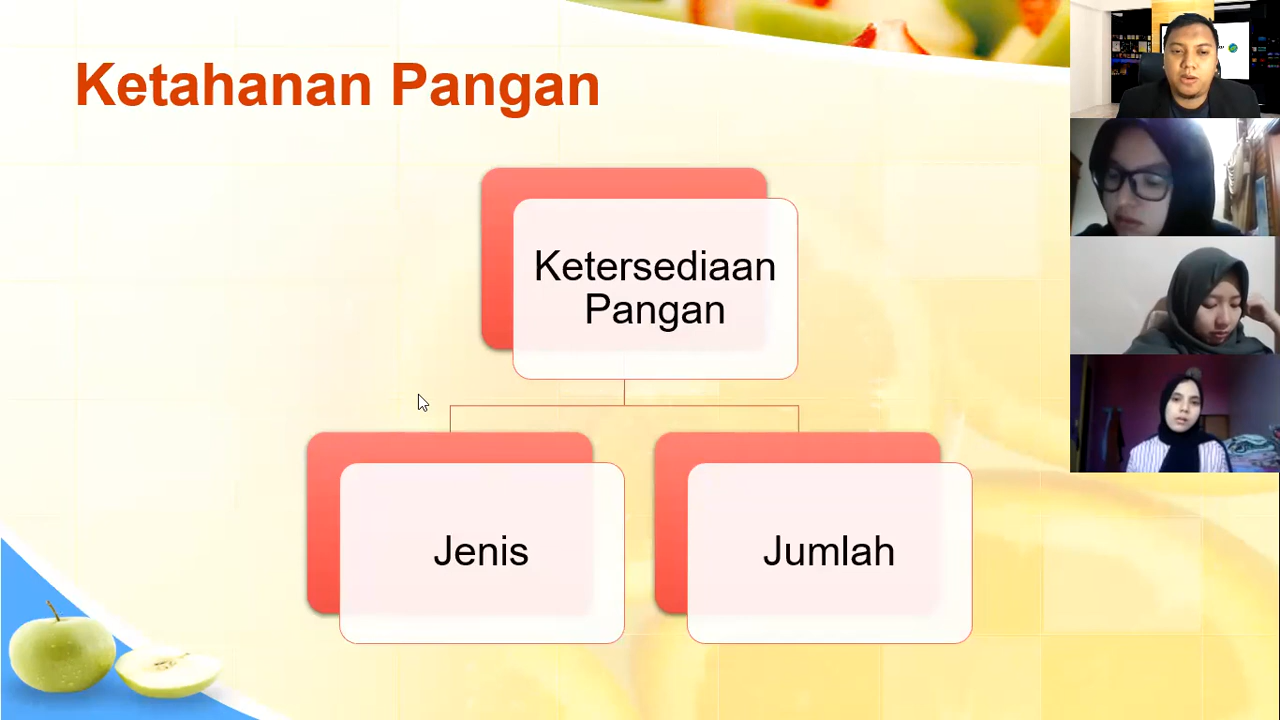 Ketahanan Pangan
Ketersediaan
Pangan
Jenis
Jumlah